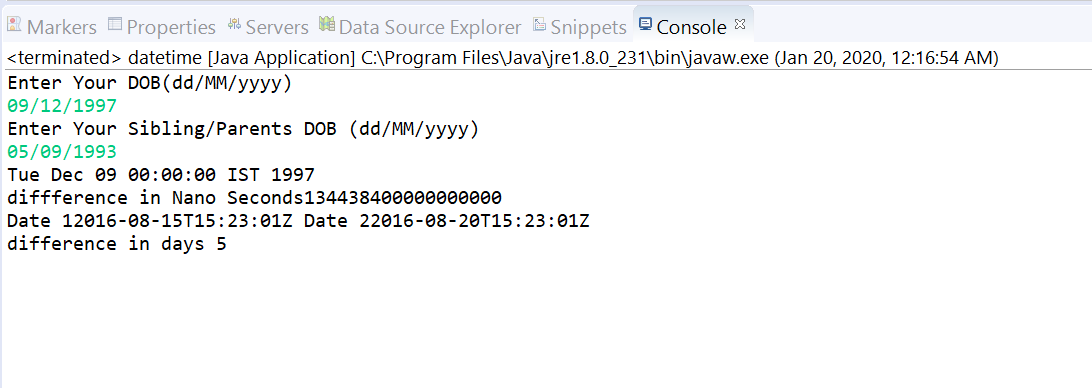 Markers Properties Servers Data Source Explorer Snippets Console
<terminated> datetime [Java Application] C:\Program Files\Java\jre1.8.0_231\bin\javaw.exe (Jan 20, 2020, 12:16:54 AM)
Enter Your DOB(dd/MM/yyyy)
09/12/1997
Enter Your Sibling/Parents DOB (dd/MM/yyyy)
05/09/1993
Tue Dec 09 00:00:00 IST 1997
diffference in Nano Seconds134438400000000000
Date 12016-08-15T15:23:01Z Date 22016-08-20T15:23:01Z
difference in days 5